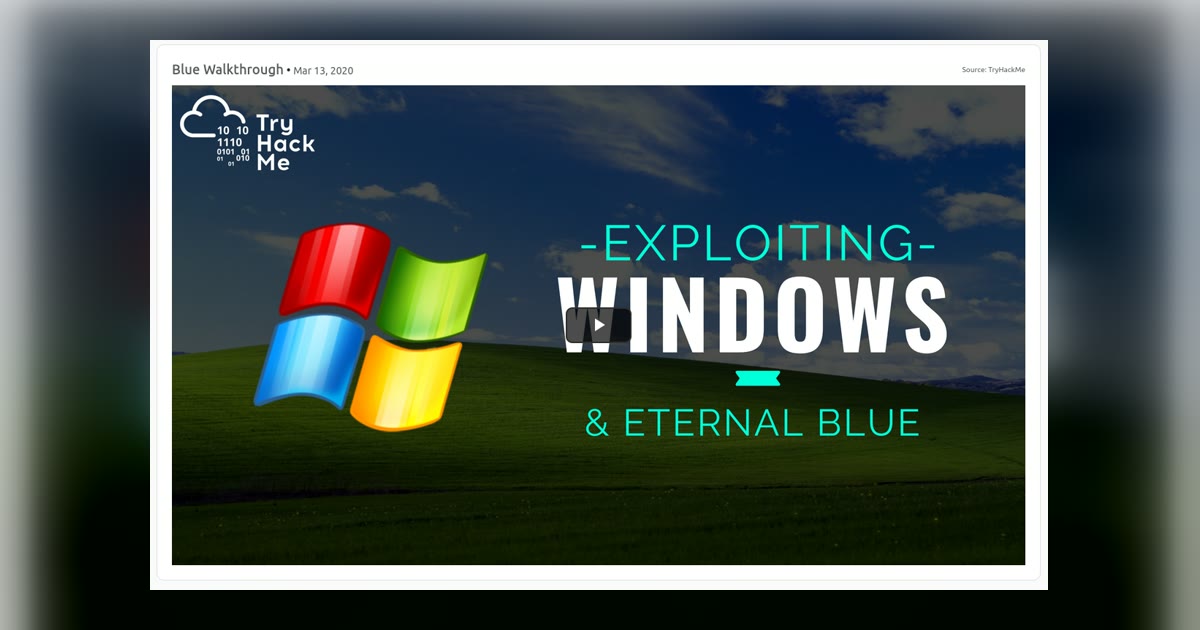 Blue Walkthrough • Mar 13, 2020
Source: TryHackMe
10 10
1110
0101 01
01 010
01
Try
Hack
Me
-EXPLOITING-
WINDOWS
& ETERNAL BLUE